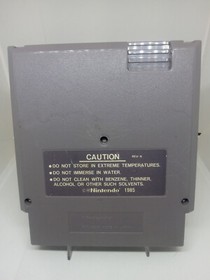 CAUTION REV-A
•DO NOT STORE IN EXTREME TEMPERATURES.
•DO NOT IMMERSE IN WATER.
•DO NOT CLEAN WITH BENZENE, THINNER,
ALCOHOL OR OTHER SUCH SOLVENTS.
©Nintendo 1985